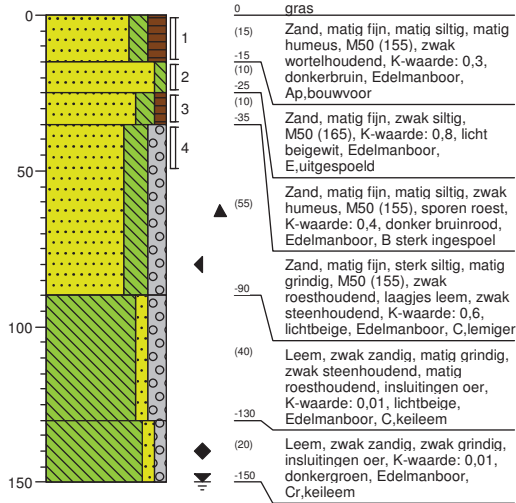 0
50
100
150
1
2
3
4
0
gras
(15)
Zand, matig fijn, matig siltig, matig
humeus, M50 (155), zwak
wortelhoudend, K-waarde: 0,3,
donkerbruin, Edelmanboor,
Ap,bouwvoor
-15
(10)
-25
Zand, matig fijn, zwak siltig,
M50 (165), K-waarde: 0,8, licht
beigewit, Edelmanboor,
E,uitgespoeld
(10)
-35
Zand, matig fijn, matig siltig, zwak
humeus, M50 (155), sporen roest,
K-waarde: 0,4, donker bruinrood,
Edelmanboor, B sterk ingespoel
(55)
Zand, matig fijn, sterk siltig, matig
grindig, M50 (155), zwak
roesthoudend, laagjes leem, zwak
steenhoudend, K-waarde: 0,6,
lichtbeige, Edelmanboor, C,lemiger
-90
(40)
Leem, zwak zandig, matig grindig,
zwak steenhoudend, matig
roesthoudend, insluitingen oer,
K-waarde: 0,01, lichtbeige,
Edelmanboor, C,keileem
-130
(20)
Leem, zwak zandig, zwak grindig,
insluitingen oer, K-waarde: 0,01,
donkergroen, Edelmanboor,
Cr,keileem
-150